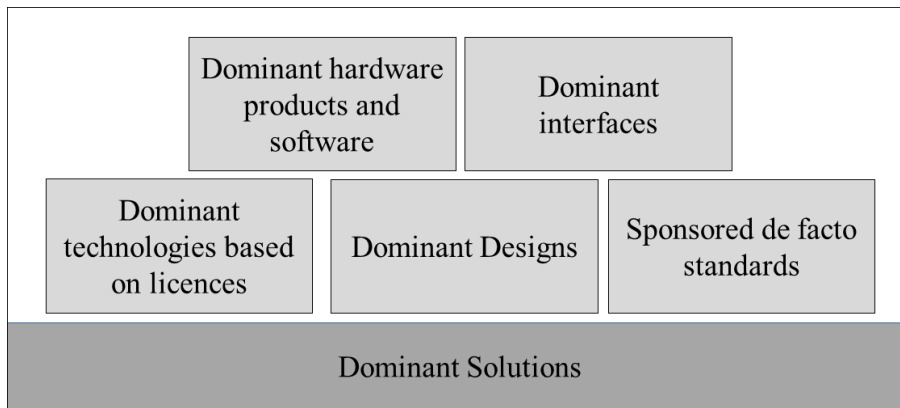 Dominant hardware
products and
software
Dominant
interfaces
Dominant
technologies based
on licences
Dominant Designs
Sponsored de facto
standards
Dominant Solutions